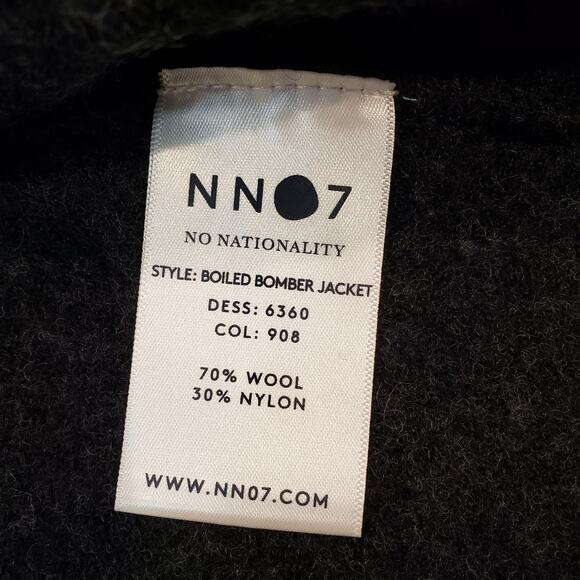 NN07
NO NATIONALITY
STYLE: BOILED BOMBER JACKET
DESS: 6360
COL: 908
70% WOOL
30% NYLON
WWW.NN07.COM